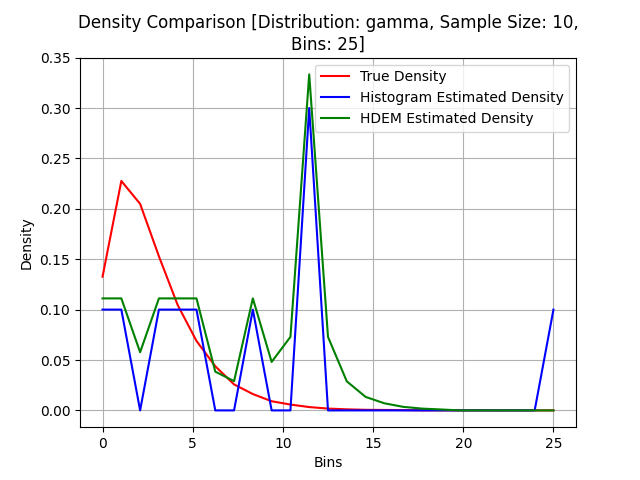 Density Comparison [Distribution: gamma, Sample Size: 10,
Bins: 25]
0.35
0.30
0.25
0.20
0.15
0.10
0.05
0.00
Density
True Density
Histogram Estimated Density
HDEM Estimated Density
0 5 10 15 20 25
Bins